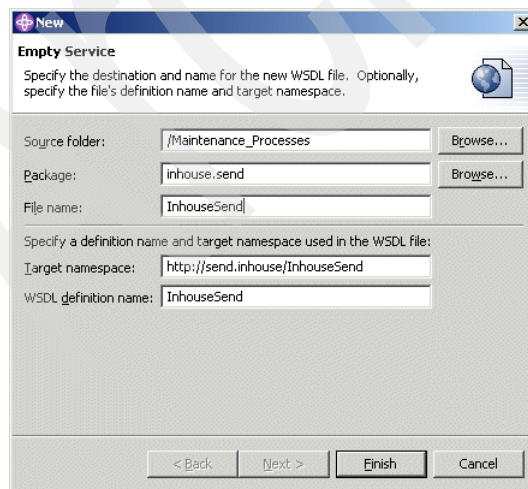 New
Empty Service
Specify the destination and name for the new WSDL file. Optionally,
specify the file's definition name and target namespace.
Source folder: /Maintenance_Processes Browse...
Package: inhouse.send Browse...
File name: InhouseSend
Specify a definition name and target namespace used in the WSDL file:
Target namespace: http://send.inhouse/InhouseSend
WSDL definition name: InhouseSend
< Back Next > Finish Cancel